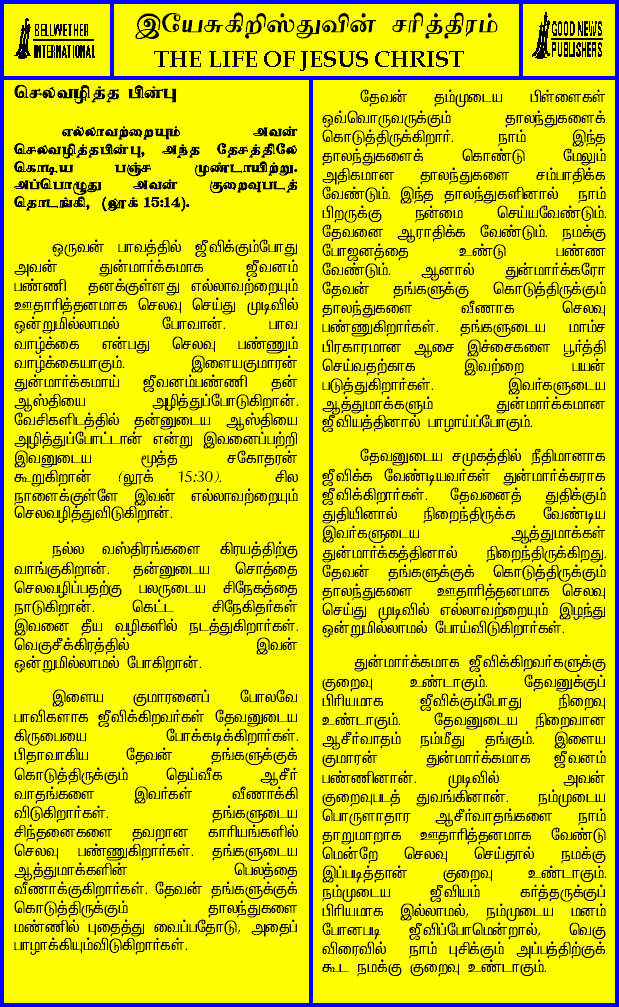 BELLWETHER
INTERNATIONAL
இயேசுகிறிஸ்துவின் சரித்திரம்
THE LIFE OF JESUS CHRIST
GOOD NEWS
PUBLISHERS
செலவழித்த பின்பு
எல்லாவற்றையும் அவன்
செலவழித்தபின்பு, அந்த தேசத்திலே
கொடிய பஞ்ச முண்டாயிற்று.
அப்பொழுது அவன் குறைவுபடத்
தொடங்கி, (லூக் 15:14).
ஒருவன் பாவத்தில் ஜீவிக்கும்போது
அவன் துன்மார்க்கமாக ஜீவனம்
பண்ணி தனக்குள்ளது எல்லாவற்றையும்
ஊதாரித்தனமாக செலவு செய்து முடிவில்
ஒன்றுமில்லாமல் போவான். பாவ
வாழ்க்கை என்பது செலவு பண்ணும்
வாழ்க்கையாகும். இளையகுமாரன்
துன்மார்க்கமாய் ஜீவனம்பண்ணி தன்
ஆஸ்தியை அழித்துப்போடுகிறான்.
வேசிகளிடத்தில் தன்னுடைய ஆஸ்தியை
அழித்துப்போட்டான் என்று இவனைப்பற்றி
இவனுடைய மூத்த சகோதரன்
கூறுகிறான் (லூக் 15:30). சில
நாளைக்குள்ளே இவன் எல்லாவற்றையும்
செலவழித்துவிடுகிறான்.
நல்ல வஸ்திரங்களை கிரயத்திற்கு
வாங்குகிறான். தன்னுடைய சொத்தை
செலவழிப்பதற்கு பலருடைய சிநேகத்தை
நாடுகிறான். கெட்ட சிநேகிதர்கள்
இவனை தீய வழிகளில் நடத்துகிறார்கள்.
வெகுசீக்கிரத்தில் இவன்
ஒன்றுமில்லாமல் போகிறான்.
இளைய குமாரனைப் போலவே
பாவிகளாக ஜீவிக்கிறவர்கள் தேவனுடைய
கிருபையை போக்கடிக்கிறார்கள்.
பிதாவாகிய தேவன் தங்களுக்குக்
கொடுத்திருக்கும் தெய்வீக ஆசீர்
வாதங்களை இவர்கள் வீணாக்கி
விடுகிறார்கள். தங்களுடைய
சிந்தனைகளை தவறான காரியங்களில்
செலவு பண்ணுகிறார்கள். தங்களுடைய
ஆத்துமாக்களின் பெலத்தை
வீணாக்குகிறார்கள். தேவன் தங்களுக்குக்
கொடுத்திருக்கும் தாலந்துகளை
மண்ணில் புதைத்து வைப்பதோடு, அதைப்
பாழாக்கியும்விடுகிறார்கள்.
தேவன் தம்முடைய பிள்ளைகள்
ஒவ்வொருவருக்கும் தாலந்துகளைக்
கொடுத்திருக்கிறார். நாம் இந்த
தாலந்துகளைக் கொண்டு மேலும்
அதிகமான தாலந்துகளை சம்பாதிக்க
வேண்டும். இந்த தாலந்துகளினால் நாம்
பிறருக்கு நன்மை செய்யவேண்டும்.
தேவனை ஆராதிக்க வேண்டும். நமக்கு
போஜனத்தை உண்டு பண்ண
வேண்டும். ஆனால் துன்மார்க்கரோ
தேவன் தங்களுக்கு கொடுத்திருக்கும்
தாலந்துகளை வீணாக செலவு
பண்ணுகிறார்கள். தங்களுடைய மாம்ச
பிரகாரமான ஆசை இச்சைகளை பூர்த்தி
செய்வதற்காக இவற்றை பயன்
படுத்துகிறார்கள். இவர்களுடைய
ஆத்துமாக்களும் துன்மார்க்கமான
ஜீவியத்தினால் பாழாய்ப்போகும்.
தேவனுடைய சமுகத்தில் நீதிமானாக
ஜீவிக்க வேண்டியவர்கள் துன்மார்க்கராக
ஜீவிக்கிறார்கள். தேவனைத் துதிக்கும்
துதியினால் நிறைந்திருக்க வேண்டிய
இவர்களுடைய ஆத்துமாக்கள்
துன்மார்க்கத்தினால் நிறைந்திருக்கிறது.
தேவன் தங்களுக்குக் கொடுத்திருக்கும்
தாலந்துகளை ஊதாரித்தனமாக செலவு
செய்து முடிவில் எல்லாவற்றையும் இழந்து
ஒன்றுமில்லாமல் போய்விடுகிறார்கள்.
துன்மார்க்கமாக ஜீவிக்கிறவர்களுக்கு
குறைவு உண்டாகும். தேவனுக்குப்
பிரியமாக ஜீவிக்கும்போது நிறைவு
உண்டாகும். தேவனுடைய நிறைவான
ஆசீர்வாதம் நம்மீது தங்கும். இளைய
குமாரன் துன்மார்க்கமாக ஜீவனம்
பண்ணினான். முடிவில் அவன்
குறைவுபடத் துவங்கினான். நம்முடைய
பொருளாதார ஆசீர்வாதங்களை நாம்
தாறுமாறாக ஊதாரித்தனமாக வேண்டு
மென்றே செலவு செய்தால் நமக்கு
இப்படித்தான் குறைவு உண்டாகும்.
நம்முடைய ஜீவியம் கர்த்தருக்குப்
பிரியமாக இல்லாமல், நம்முடைய மனம்
போனபடி ஜீவிப்போமென்றால், வெகு
விரைவில் நாம் புசிக்கும் அப்பத்திற்குக்
கூட நமக்கு குறைவு உண்டாகும்.